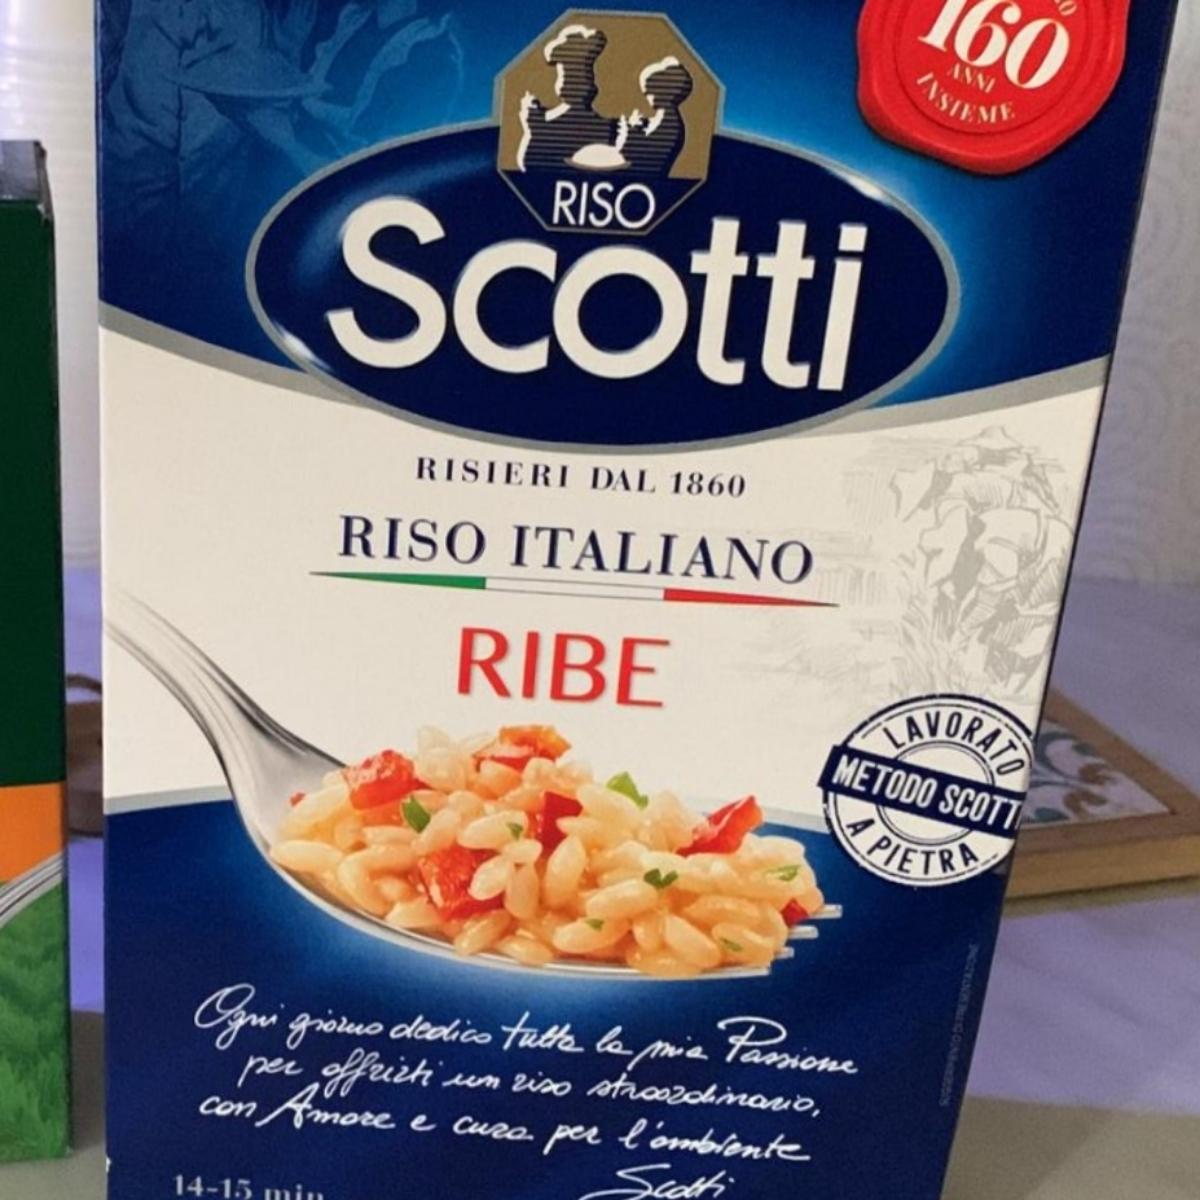 160
ANNI
INSIEME
RISO
Scotti
RISIERI DAL 1860
RISO ITALIANO
RIBE
LAVORATO
METODO SCOTT
A PIETRA
Ogni giorno dedico tutta la mia Passione
per offrirti un riso straordinario,
con Amore e cura per l'ambiente
Scotti
14-15 min